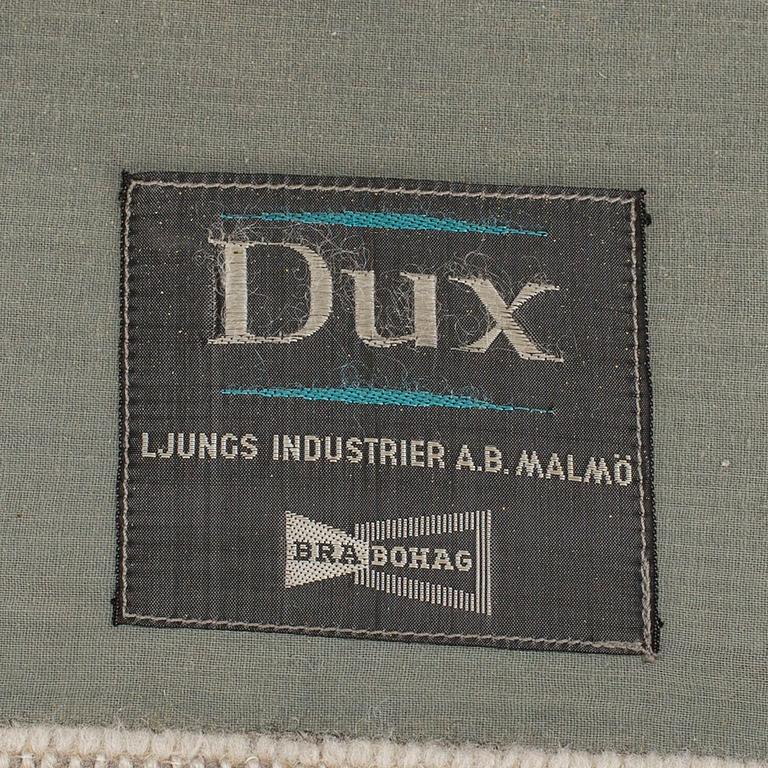 Dux
LJUNGS INDUSTRIER A.B. MALMÖ
BRA BOHAG